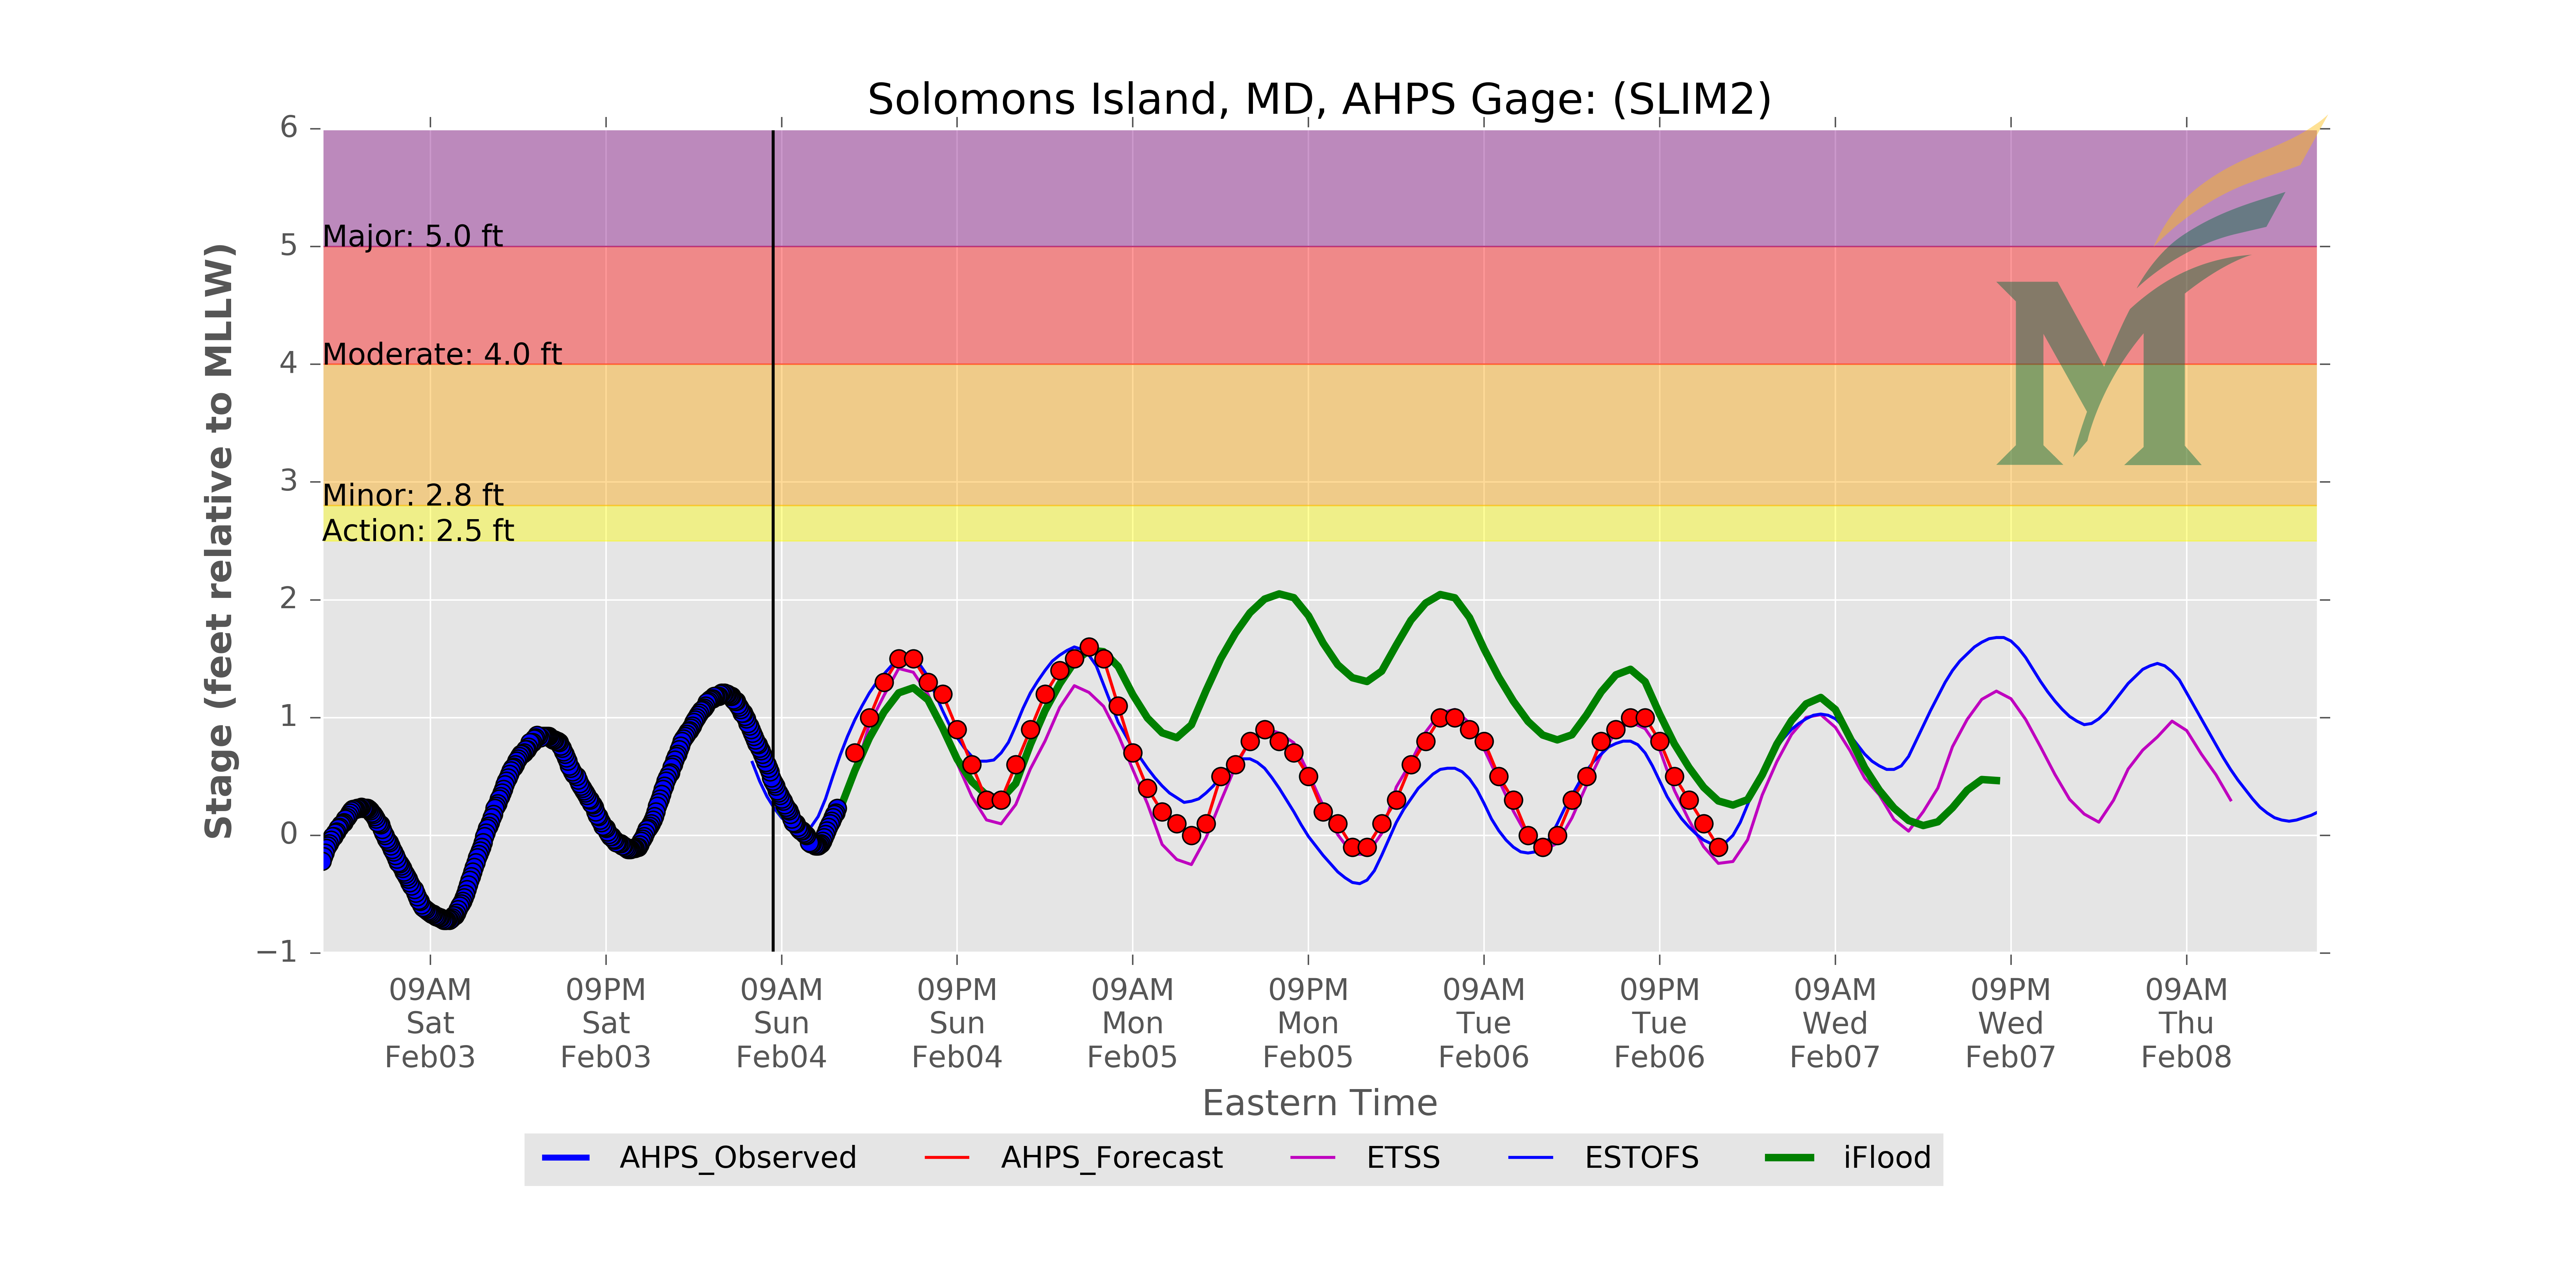 Solomons Island, MD, AHPS Gage: (SLIM2)
6
5
4
3
2
1
0
−1
Stage (feet relative to MLLW)
Major: 5.0 ft
Moderate: 4.0 ft
Minor: 2.8 ft
Action: 2.5 ft
M
09AM 09PM 09AM 09PM 09AM 09PM 09AM 09PM 09AM 09PM 09AM
Sat Sat Sun Sun Mon Mon Tue Tue Wed Wed Thu
Feb03 Feb03 Feb04 Feb04 Feb05 Feb05 Feb06 Feb06 Feb07 Feb07 Feb08
Eastern Time
AHPS_Observed AHPS_Forecast ETSS ESTOFS iFlood